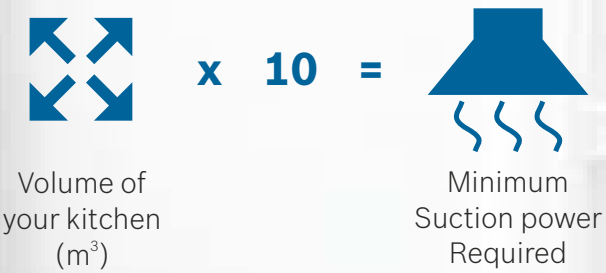 x 10 =
Volume of
your kitchen
(m³)
Minimum
Suction power
Required